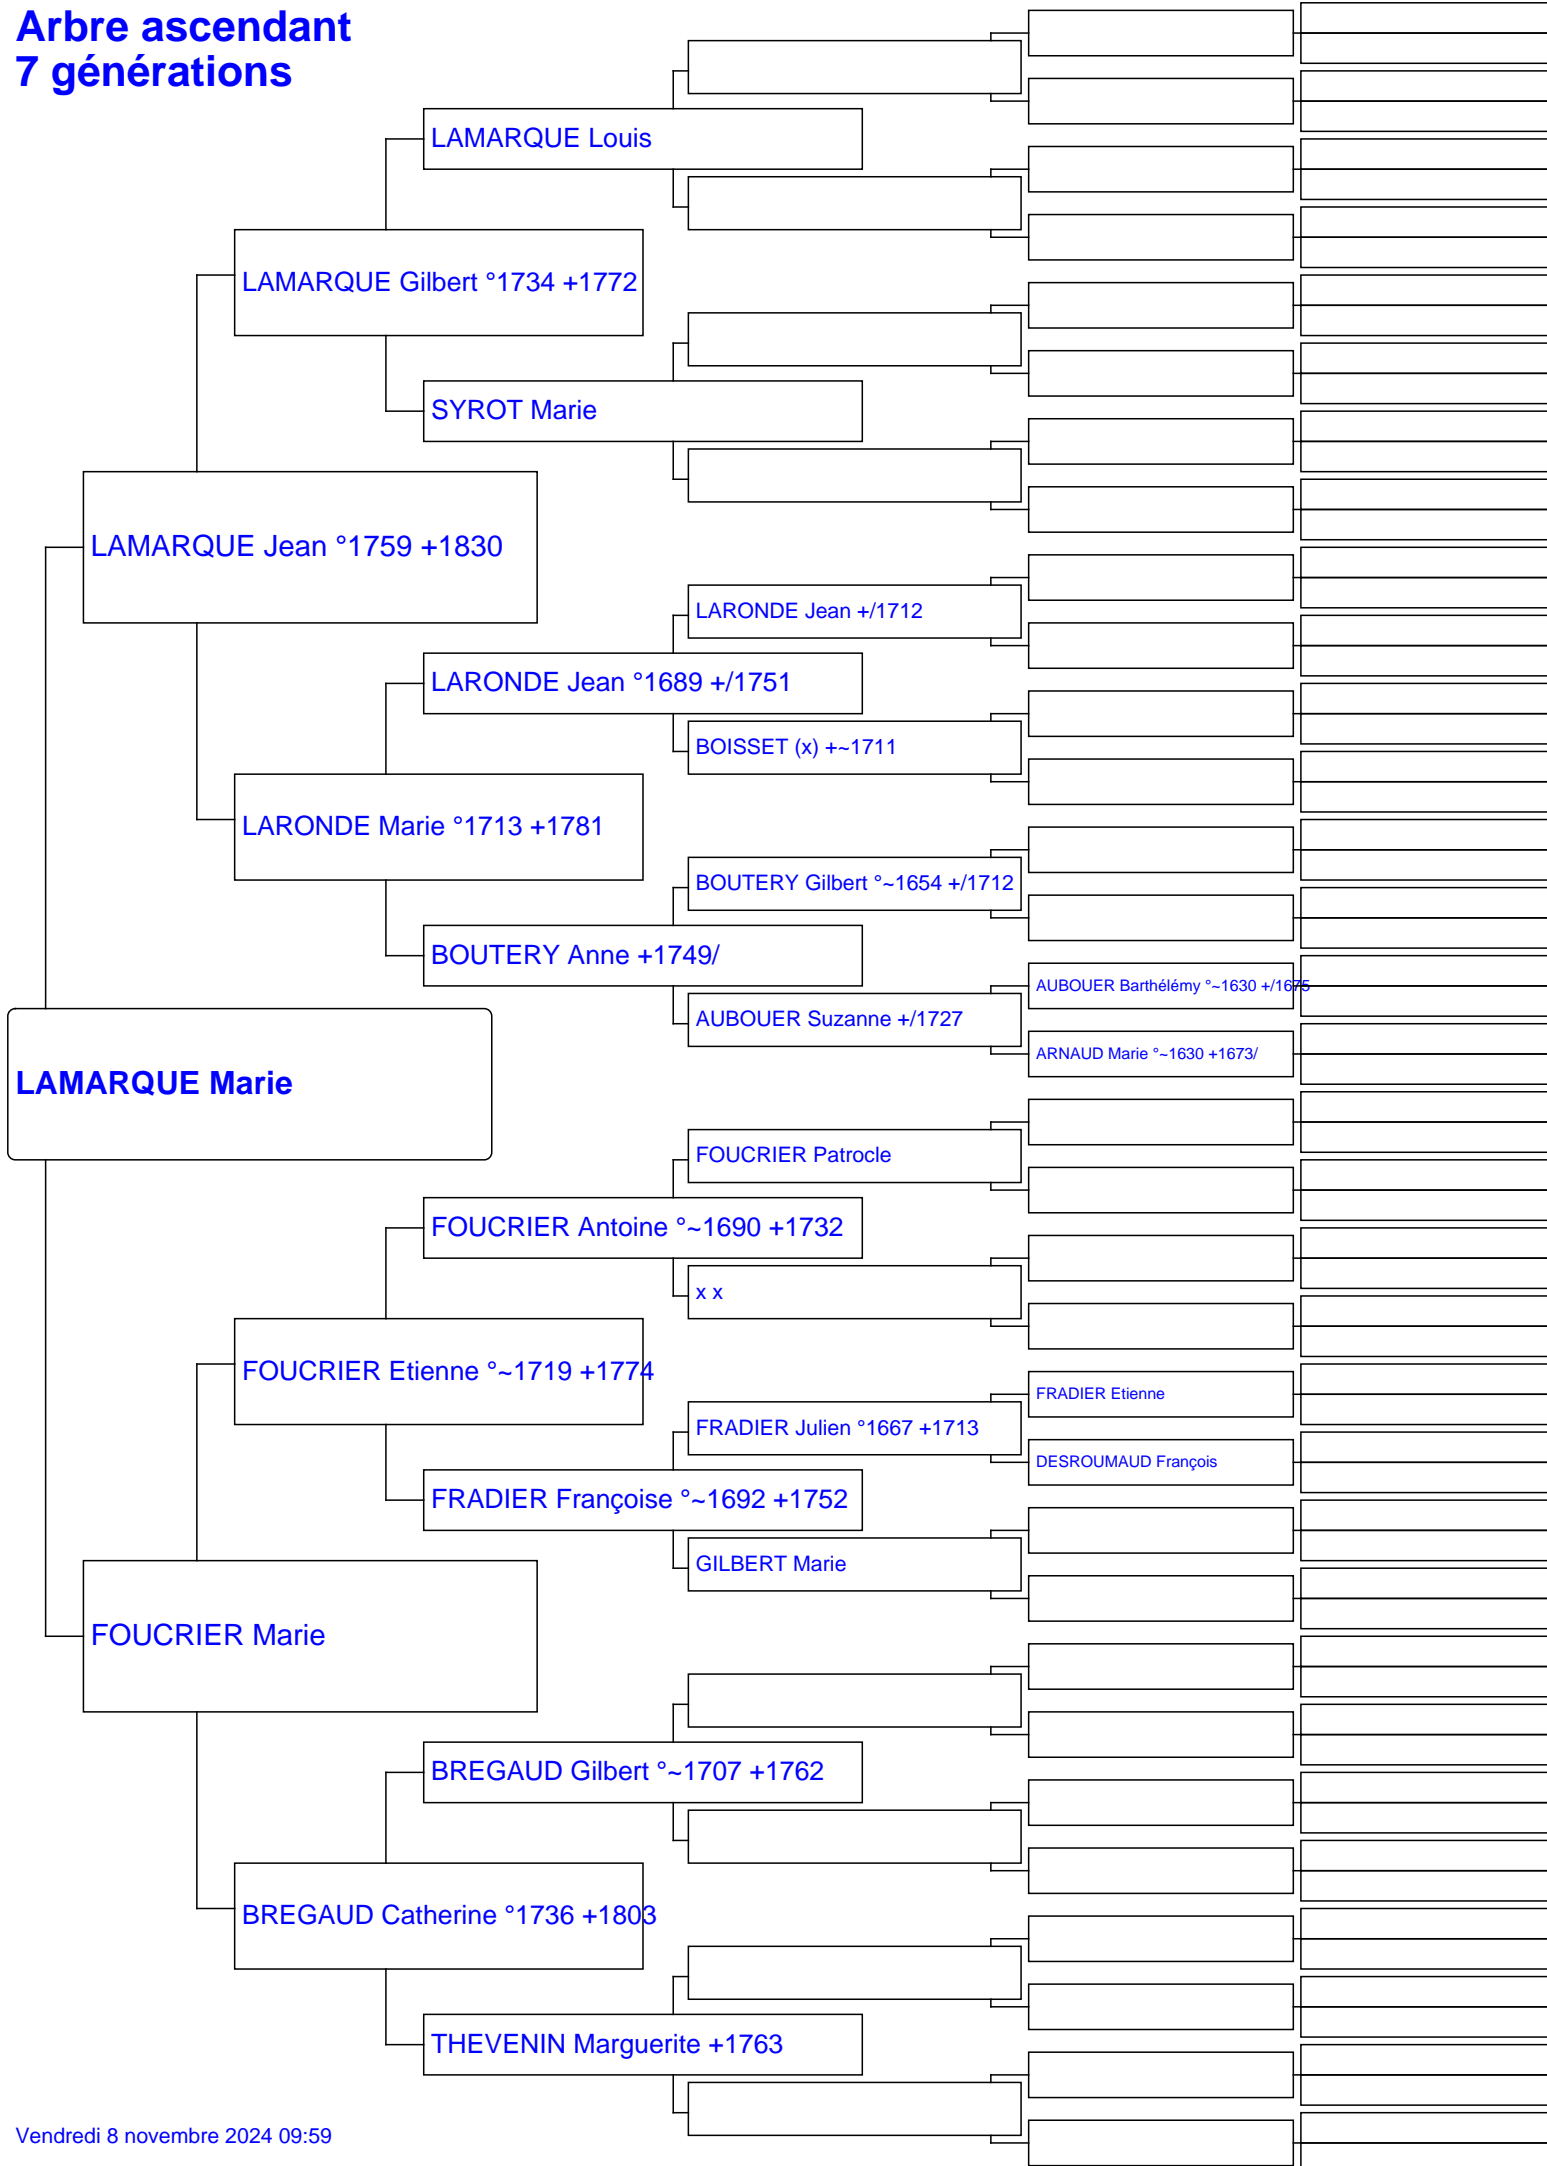 Arbre ascendant
7 générations
LAMARQUE Louis
LAMARQUE Gilbert °1734 +1772
SYROT Marie
LAMARQUE Jean °1759 +1830
LARONDE Jean +/1712
LARONDE Jean °1689 +/1751
BOISSET (x) +~1711
LARONDE Marie °1713 +1781
BOUTERY Gilbert °~1654 +/1712
BOUTERY Anne +1749/
AUBOUER Barthélémy °~1630 +/1675
AUBOUER Suzanne +/1727
ARNAUD Marie °~1630 +1673/
LAMARQUE Marie
FOUCRIER Patrocle
FOUCRIER Antoine °~1690 +1732
x x
FOUCRIER Etienne °~1719 +1774
FRADIER Etienne
FRADIER Julien °1667 +1713
DESROUMAUD François
FRADIER Françoise °~1692 +1752
GILBERT Marie
FOUCRIER Marie
BREGAUD Gilbert °~1707 +1762
BREGAUD Catherine °1736 +1803
THEVENIN Marguerite +1763
Vendredi 8 novembre 2024 09:59